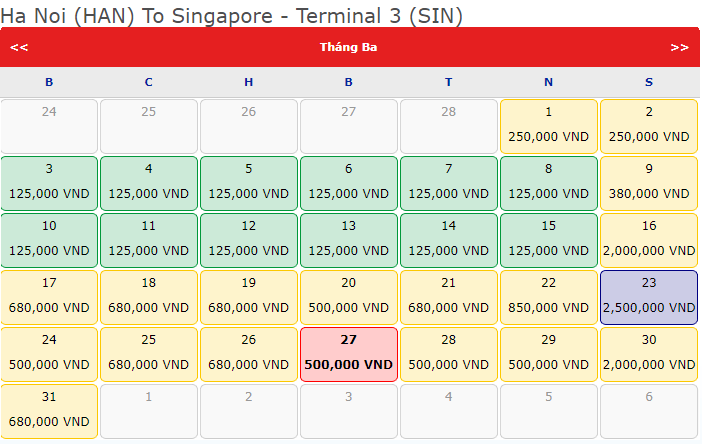 Ha Noi (HAN) To Singapore - Terminal 3 (SIN)
<< Tháng Ba >>
B C H B T N S
24 25 26 27 28 1 2
250,000 VND 250,000 VND
3 4 5 6 7 8 9
125,000 VND 125,000 VND 125,000 VND 125,000 VND 125,000 VND 125,000 VND 380,000 VND
10 11 12 13 14 15 16
125,000 VND 125,000 VND 125,000 VND 125,000 VND 125,000 VND 125,000 VND 2,000,000 VND
17 18 19 20 21 22 23
680,000 VND 680,000 VND 680,000 VND 500,000 VND 680,000 VND 850,000 VND 2,500,000 VND
24 25 26 27 28 29 30
500,000 VND 680,000 VND 680,000 VND 500,000 VND 500,000 VND 500,000 VND 2,000,000 VND
31 1 2 3 4 5 6
680,000 VND